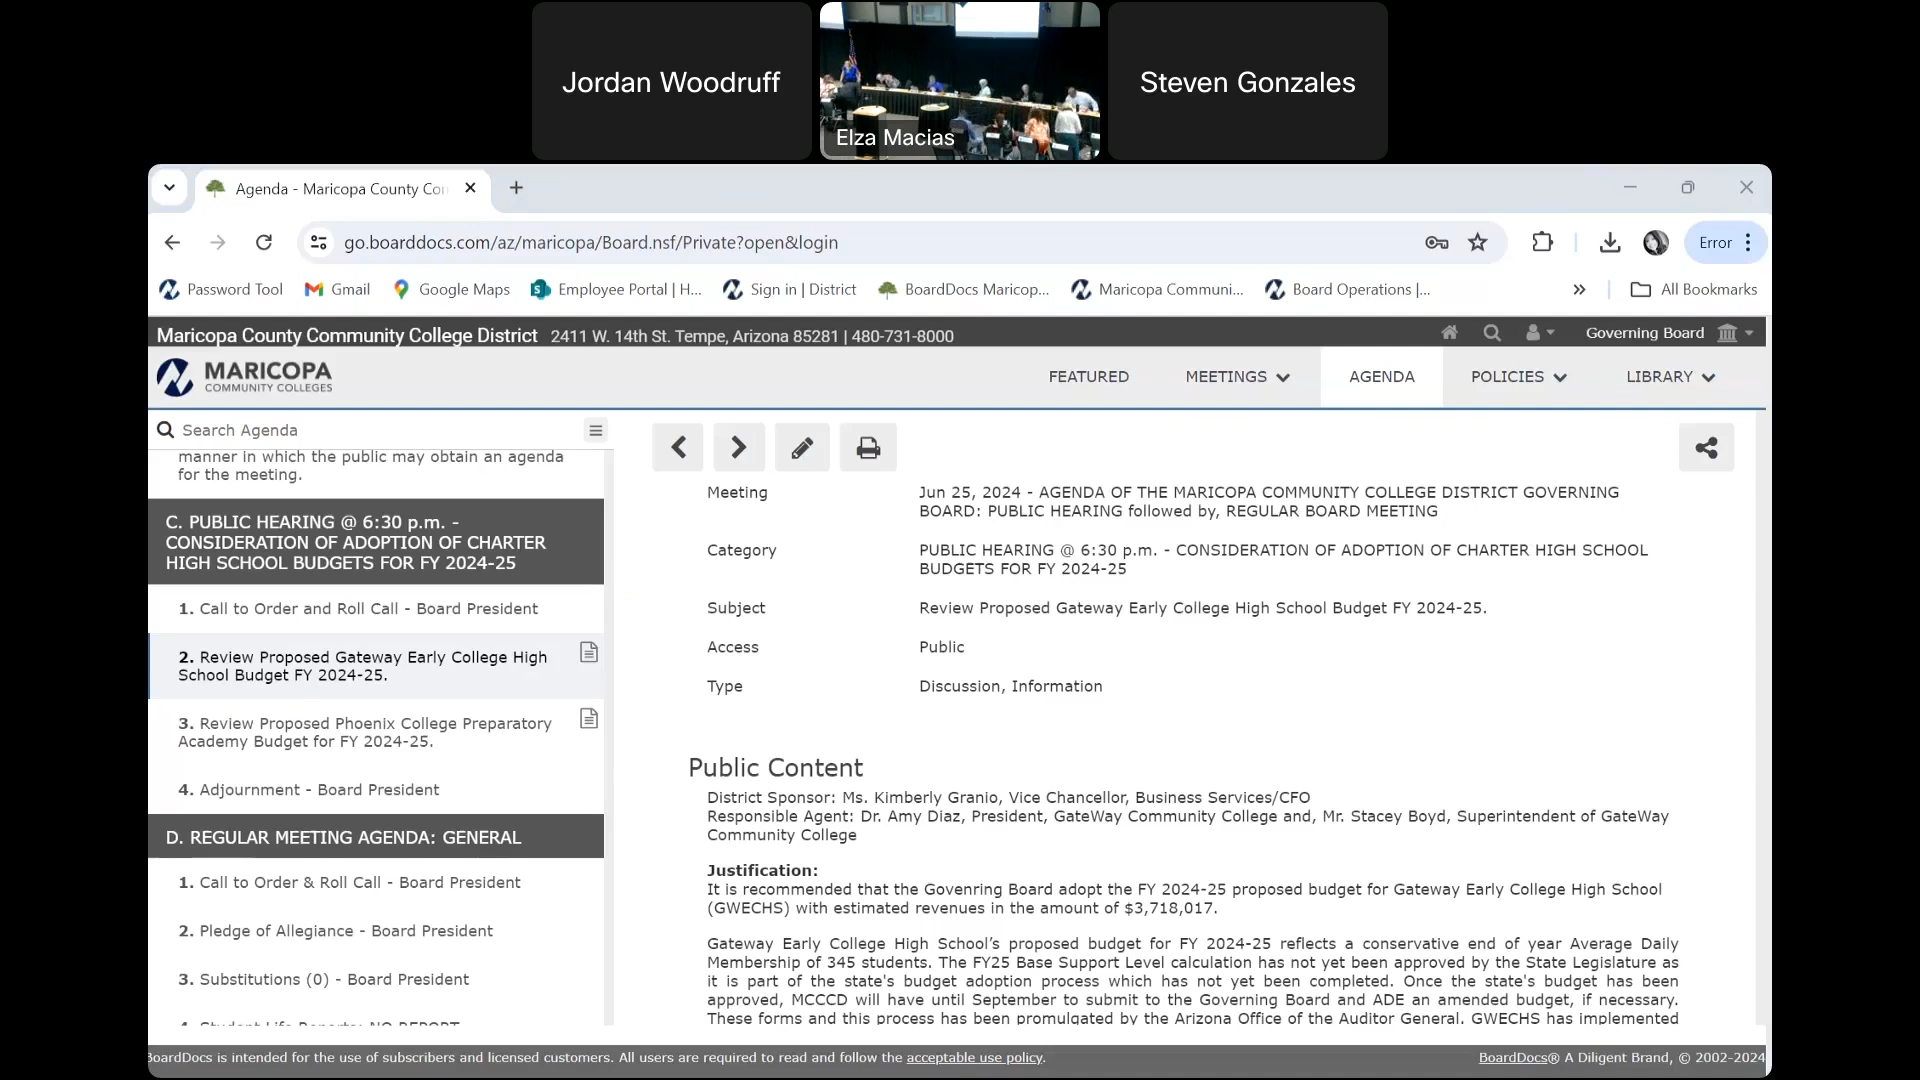 Jordan Woodruff
Elza Macias
Steven Gonzales
Agenda - Maricopa County Co
go.boarddocs.com/az/maricopa/Board.nsf/Private?open&login
Error
Password Tool
Gmail
Google Maps
Employee Portal | H...
Sign in | District
BoardDocs Maricop...
Maricopa Communi...
Board Operations |...
All Bookmarks
Maricopa County Community College District 2411 W. 14th St. Tempe, Arizona 85281 | 480-731-8000
Governing Board
MARICOPA
COMMUNITY COLLEGES
FEATURED
MEETINGS
AGENDA
POLICIES
LIBRARY
Search Agenda
manner in which the public may obtain an agenda
for the meeting.
C. PUBLIC HEARING @ 6:30 p.m. -
CONSIDERATION OF ADOPTION OF CHARTER
HIGH SCHOOL BUDGETS FOR FY 2024-25
1. Call to Order and Roll Call - Board President
2. Review Proposed Gateway Early College High
School Budget FY 2024-25.
3. Review Proposed Phoenix College Preparatory
Academy Budget for FY 2024-25.
4. Adjournment - Board President
D. REGULAR MEETING AGENDA: GENERAL
1. Call to Order & Roll Call - Board President
2. Pledge of Allegiance - Board President
3. Substitutions (0) - Board President
4. Student Life Reports: NO REPORT
Meeting
Jun 25, 2024 - AGENDA OF THE MARICOPA COMMUNITY COLLEGE DISTRICT GOVERNING
BOARD: PUBLIC HEARING followed by, REGULAR BOARD MEETING
Category
PUBLIC HEARING @ 6:30 p.m. - CONSIDERATION OF ADOPTION OF CHARTER HIGH SCHOOL
BUDGETS FOR FY 2024-25
Subject
Review Proposed Gateway Early College High School Budget FY 2024-25.
Access
Public
Type
Discussion, Information
Public Content
District Sponsor: Ms. Kimberly Granio, Vice Chancellor, Business Services/CFO
Responsible Agent: Dr. Amy Diaz, President, GateWay Community College and, Mr. Stacey Boyd, Superintendent of GateWay
Community College
Justification:
It is recommended that the Govenring Board adopt the FY 2024-25 proposed budget for Gateway Early College High School
(GWECHS) with estimated revenues in the amount of $3,718,017.
Gateway Early College High School's proposed budget for FY 2024-25 reflects a conservative end of year Average Daily
Membership of 345 students. The FY25 Base Support Level calculation has not yet been approved by the State Legislature as
it is part of the state's budget adoption process which has not yet been completed. Once the state's budget has been
approved, MCCCD will have until September to submit to the Governing Board and ADE an amended budget, if necessary.
These forms and this process has been promulgated by the Arizona Office of the Auditor General. GWECHS has implemented
BoardDocs is intended for the use of subscribers and licensed customers. All users are required to read and follow the acceptable use policy.
BoardDocs® A Diligent Brand, © 2002-2024